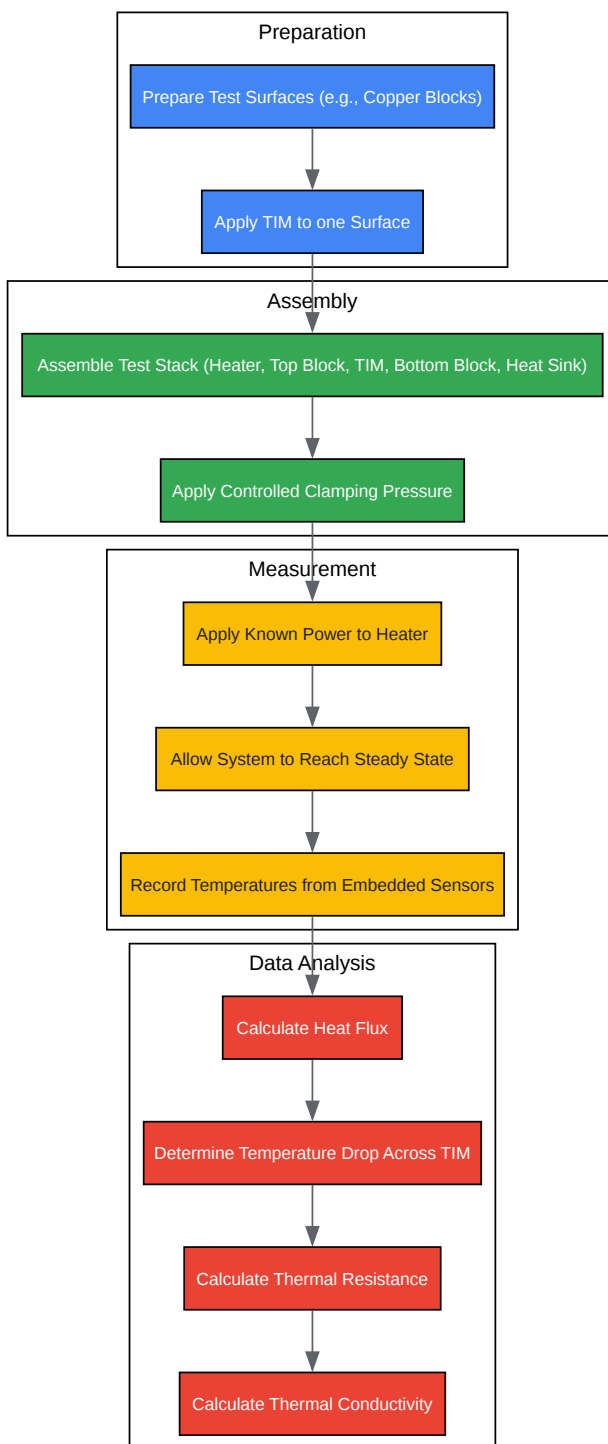 Preparation
Prepare Test Surfaces (e.g., Copper Blocks)
Apply TIM to one Surface
Assembly
Assemble Test Stack (Heater, Top Block, TIM, Bottom Block, Heat Sink)
Apply Controlled Clamping Pressure
Measurement
Apply Known Power to Heater
Allow System to Reach Steady State
Record Temperatures from Embedded Sensors
Data Analysis
Calculate Heat Flux
Determine Temperature Drop Across TIM
Calculate Thermal Resistance
Calculate Thermal Conductivity